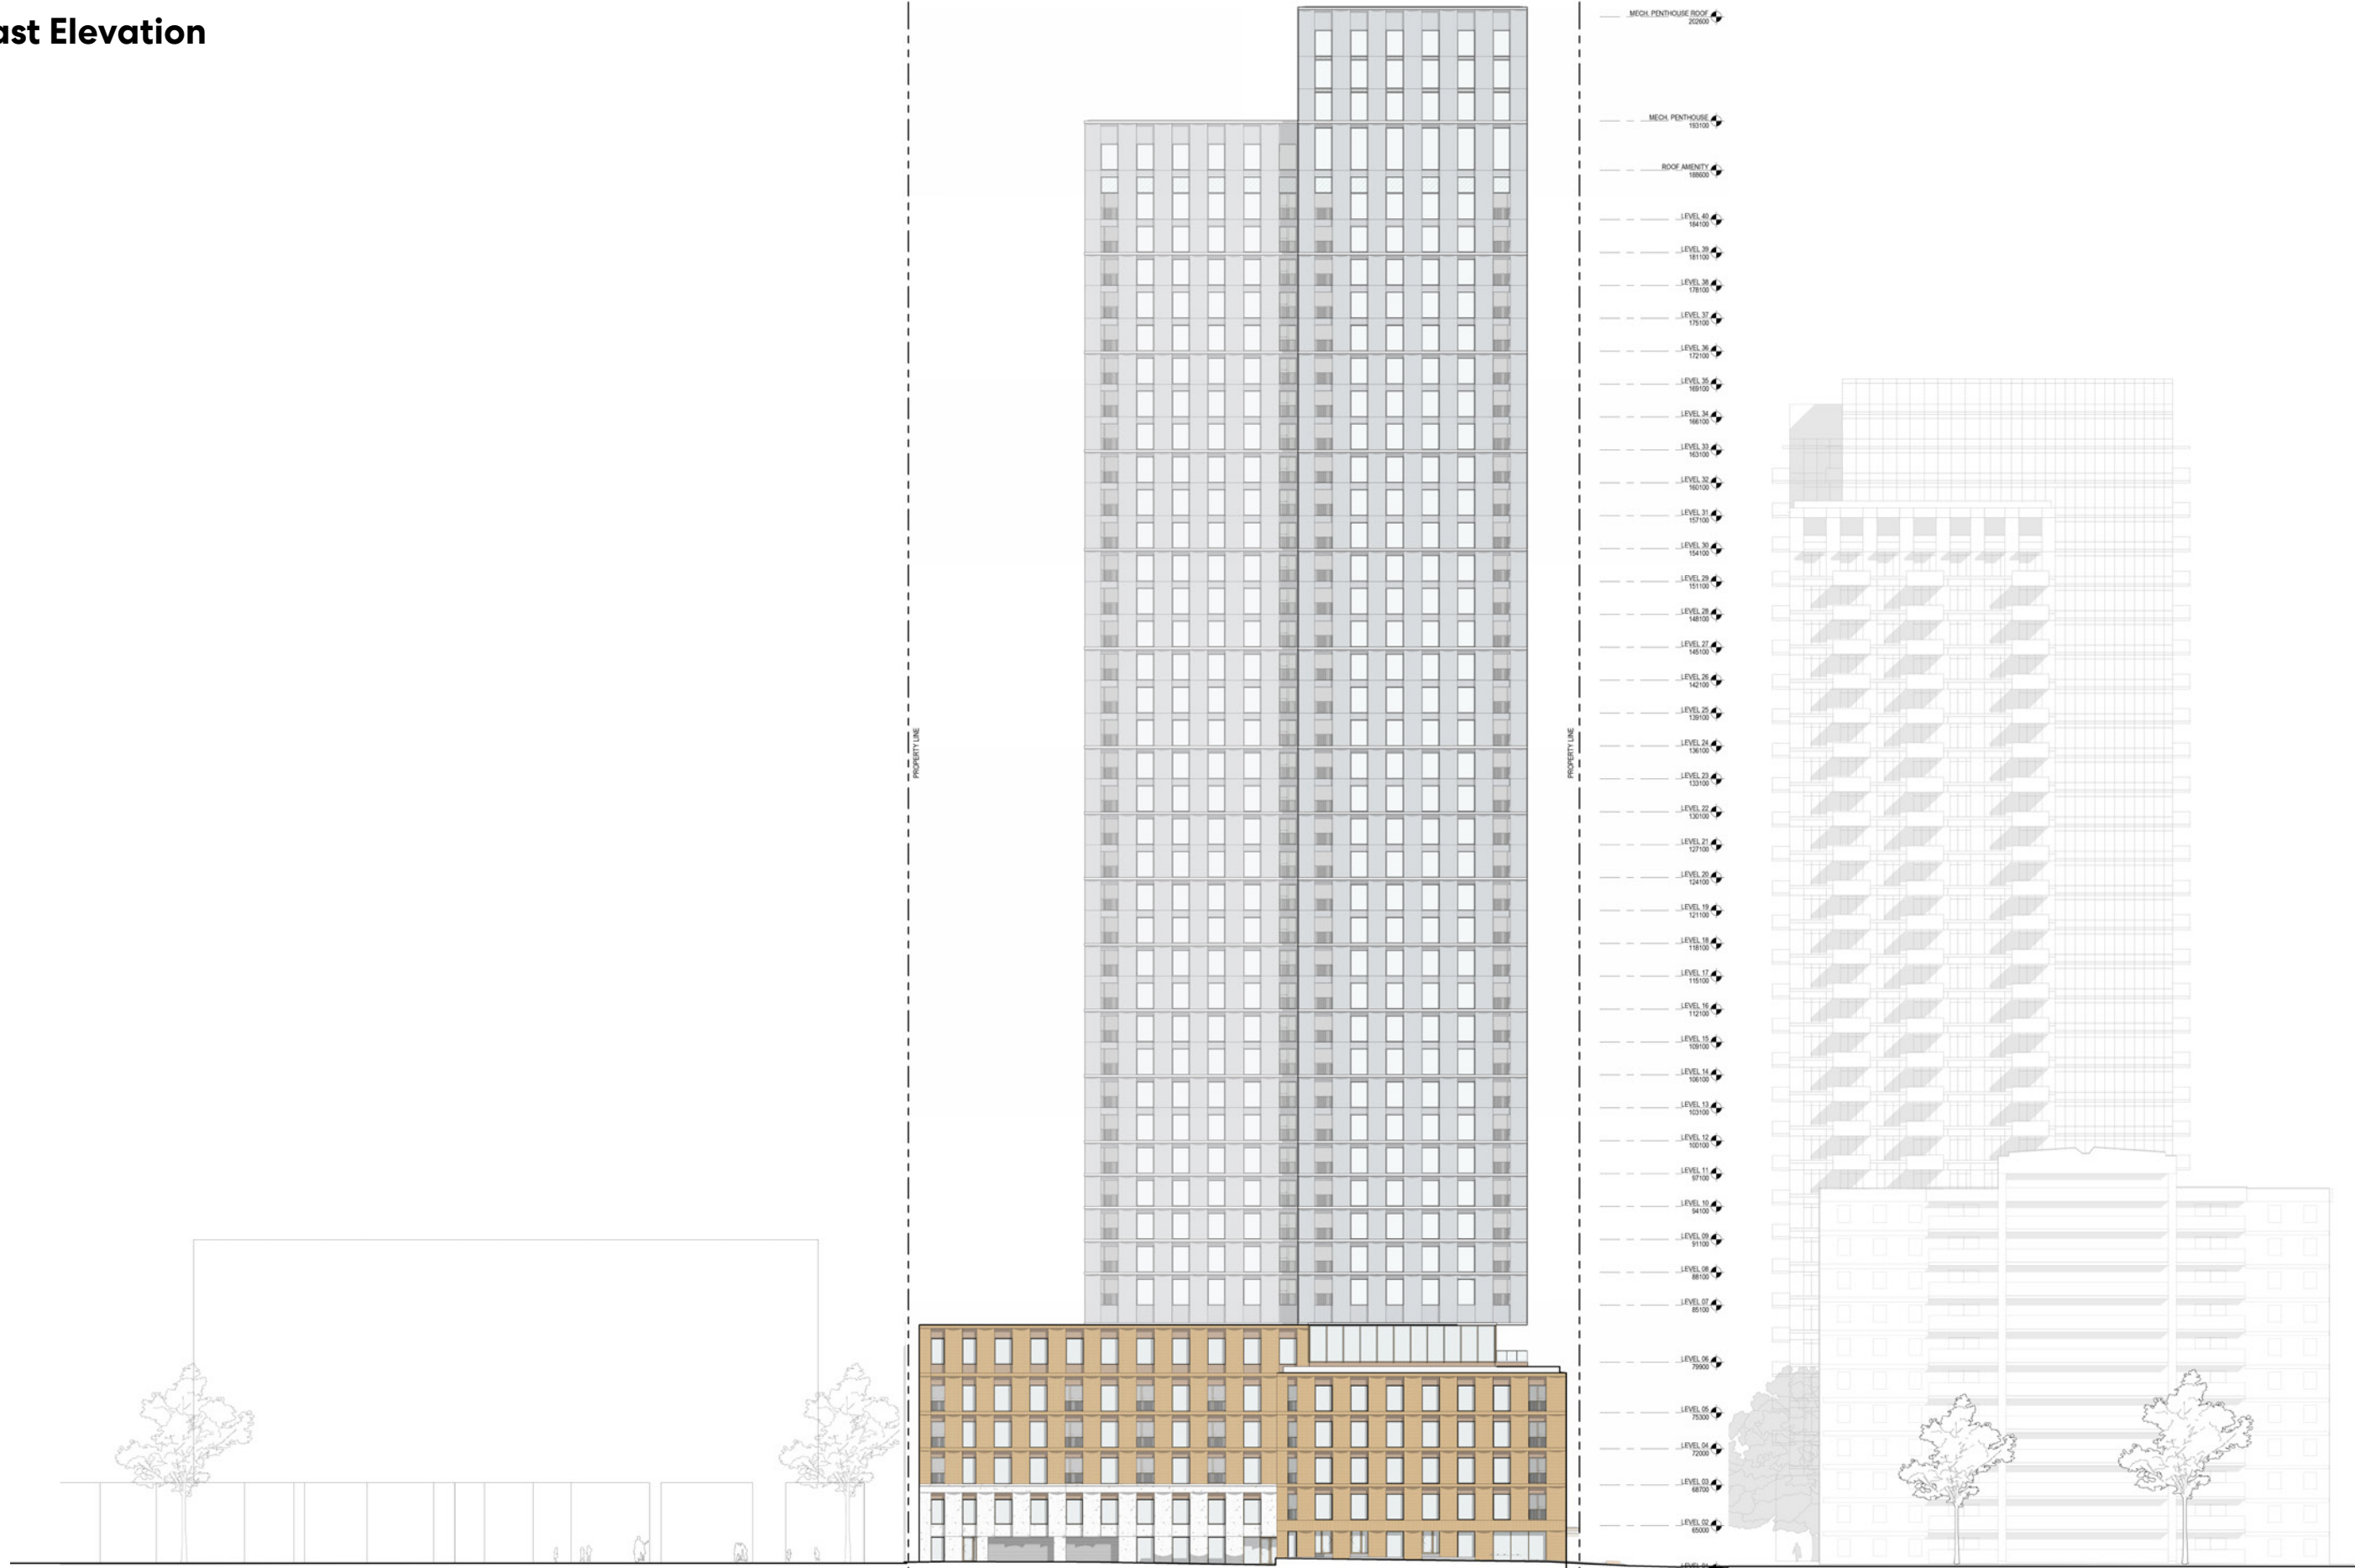 ast Elevation
MECH. PENTHOUSE ROOF
202600
MECH. PENTHOUSE
193100
ROOF AMENITY
188600
LEVEL 40
184100
LEVEL 39
181100
LEVEL 38
178100
LEVEL 37
175100
LEVEL 36
172100
LEVEL 35
169100
LEVEL 34
166100
LEVEL 33
163100
LEVEL 32
160100
LEVEL 31
157100
LEVEL 30
154100
LEVEL 29
151100
LEVEL 28
148100
LEVEL 27
145100
LEVEL 26
142100
LEVEL 25
139100
LEVEL 24
136100
LEVEL 23
133100
LEVEL 22
130100
LEVEL 21
127100
LEVEL 20
124100
LEVEL 19
121100
LEVEL 18
118100
LEVEL 17
115100
LEVEL 16
112100
LEVEL 15
109100
LEVEL 14
106100
LEVEL 13
103100
LEVEL 12
100100
LEVEL 11
97100
LEVEL 10
94100
LEVEL 09
91100
LEVEL 08
88100
LEVEL 07
85100
LEVEL 06
79900
LEVEL 05
75300
LEVEL 04
72000
LEVEL 03
68700
LEVEL 02
65000
PROPERTY LINE
PROPERTY LINE